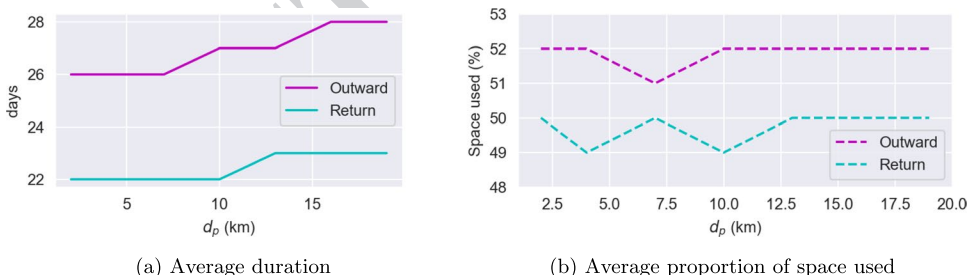 28
26
24
22
days
5
10
15
dₚ (km)
Outward
Return
(a) Average duration
53
52
51
50
49
48
Space used (%)
2.5
5.0
7.5
10.0
12.5
15.0
17.5
20.0
dₚ (km)
Outward
Return
(b) Average proportion of space used